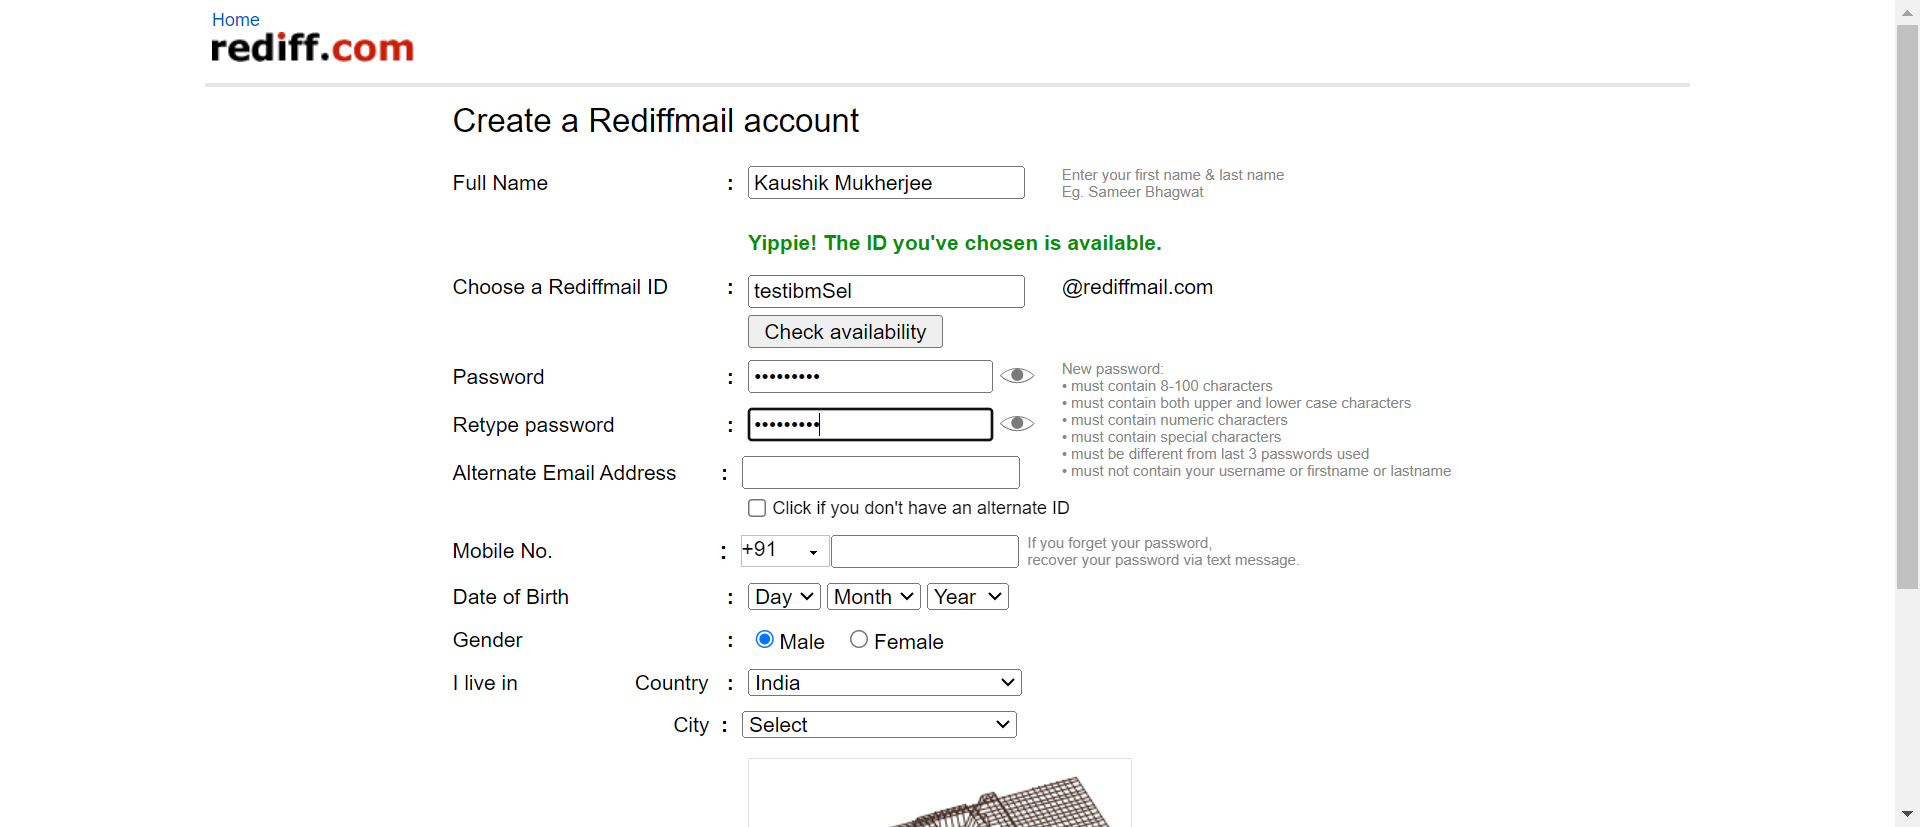 Home
rediff.com
Create a Rediffmail account
Full Name : Kaushik Mukherjee
Enter your first name & last name
Eg. Sameer Bhagwat
Yippie! The ID you've chosen is available.
Choose a Rediffmail ID : testibmSel @rediffmail.com
Check availability
Password : •••••••••
New password:
• must contain 8-100 characters
• must contain both upper and lower case characters
• must contain numeric characters
• must contain special characters
• must be different from last 3 passwords used
• must not contain your username or firstname or lastname
Retype password : •••••••••
Alternate Email Address :
Click if you don't have an alternate ID
Mobile No. : +91
If you forget your password,
recover your password via text message.
Date of Birth : Day Month Year
Gender : Male Female
I live in Country : India
City : Select